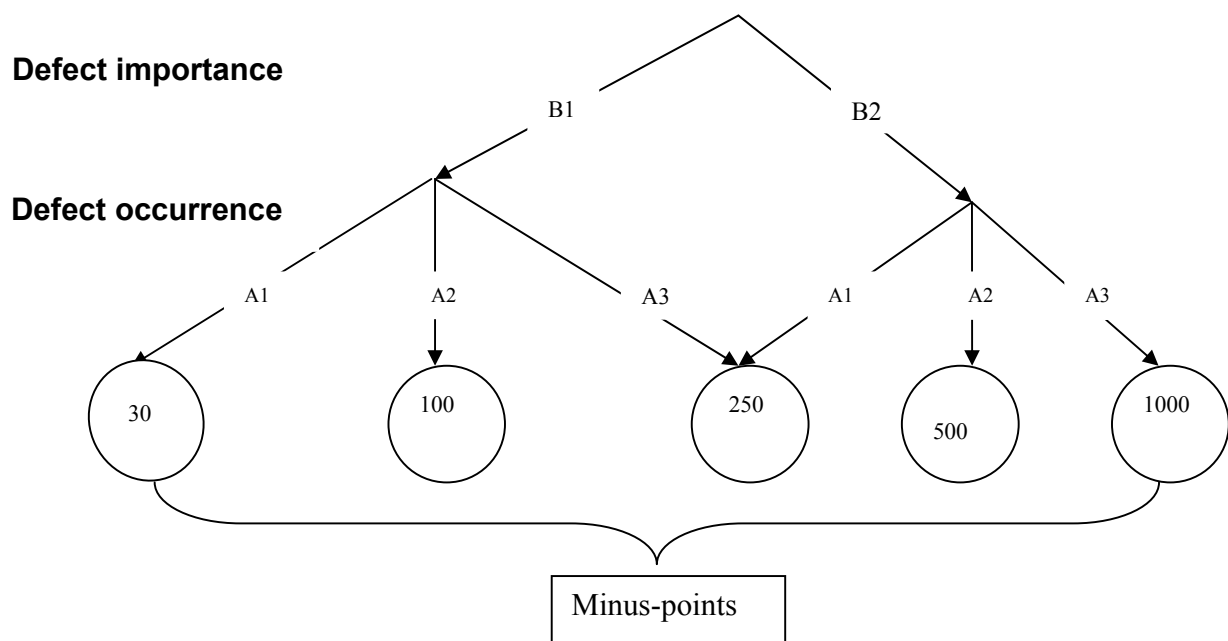 Defect importance
B1
B2
Defect occurrence
A1
A2
A3
A1
A2
A3
30
100
250
500
1000
Minus-points